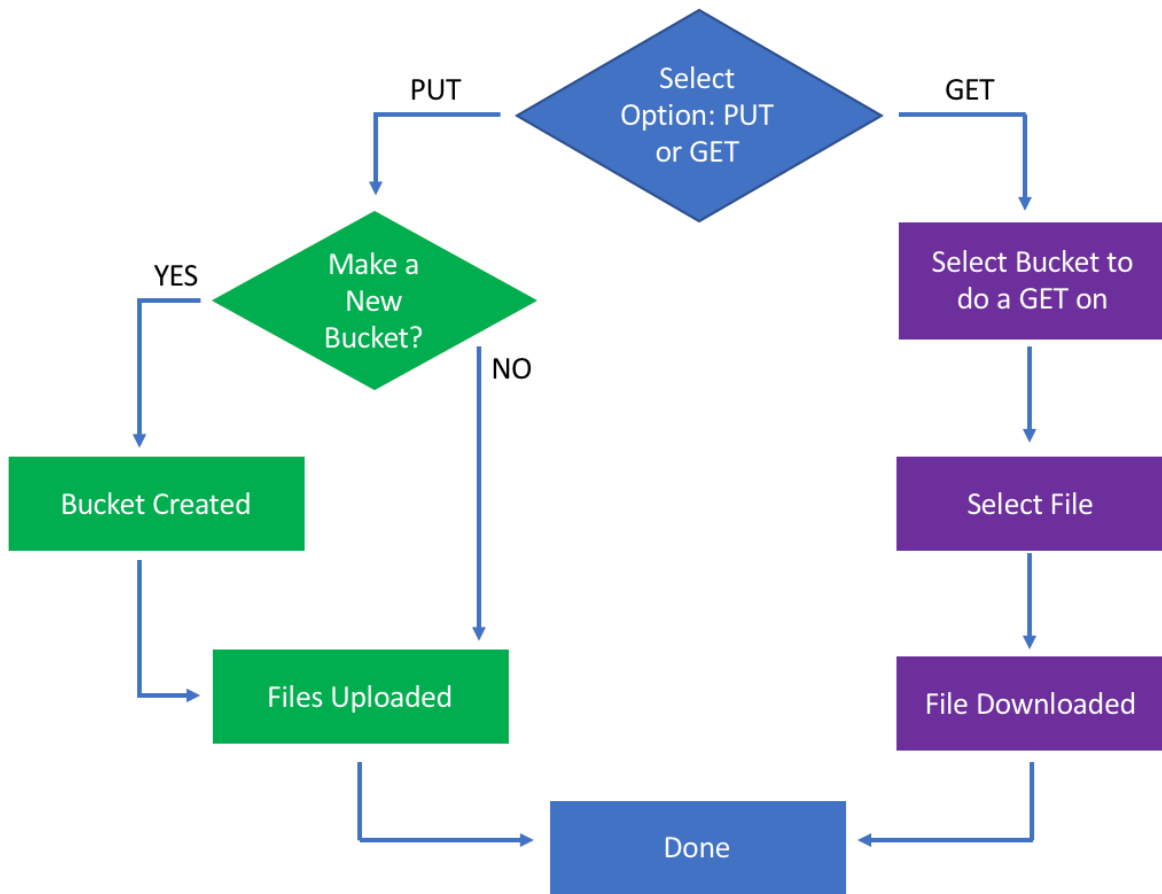 Select
Option: PUT
or GET
PUT
GET
Make a
New
Bucket?
YES
NO
Select Bucket to
do a GET on
Bucket Created
Select File
Files Uploaded
File Downloaded
Done